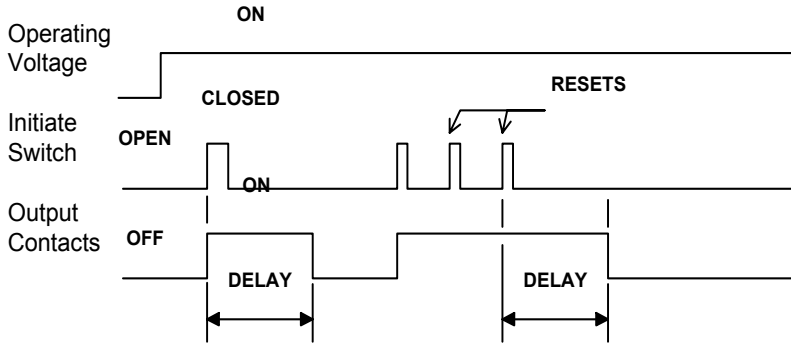 ON
Operating
Voltage
CLOSED
RESETS
Initiate
Switch
OPEN
ON
Output
Contacts
OFF
DELAY
DELAY